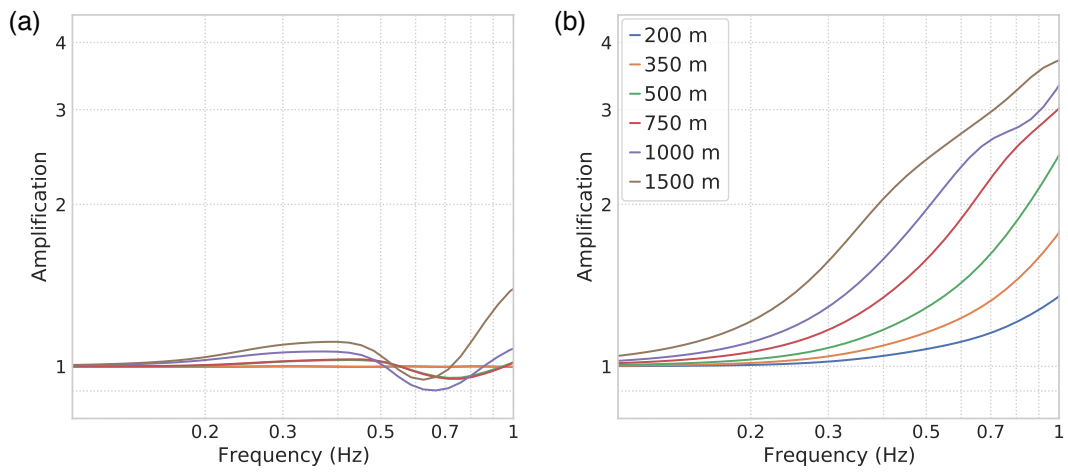 (a)
4
3
2
1
Amplification
0.2 0.3 0.5 0.7 1
Frequency (Hz)
(b)
200 m
350 m
500 m
750 m
1000 m
1500 m
4
3
2
1
Amplification
0.2 0.3 0.5 0.7 1
Frequency (Hz)